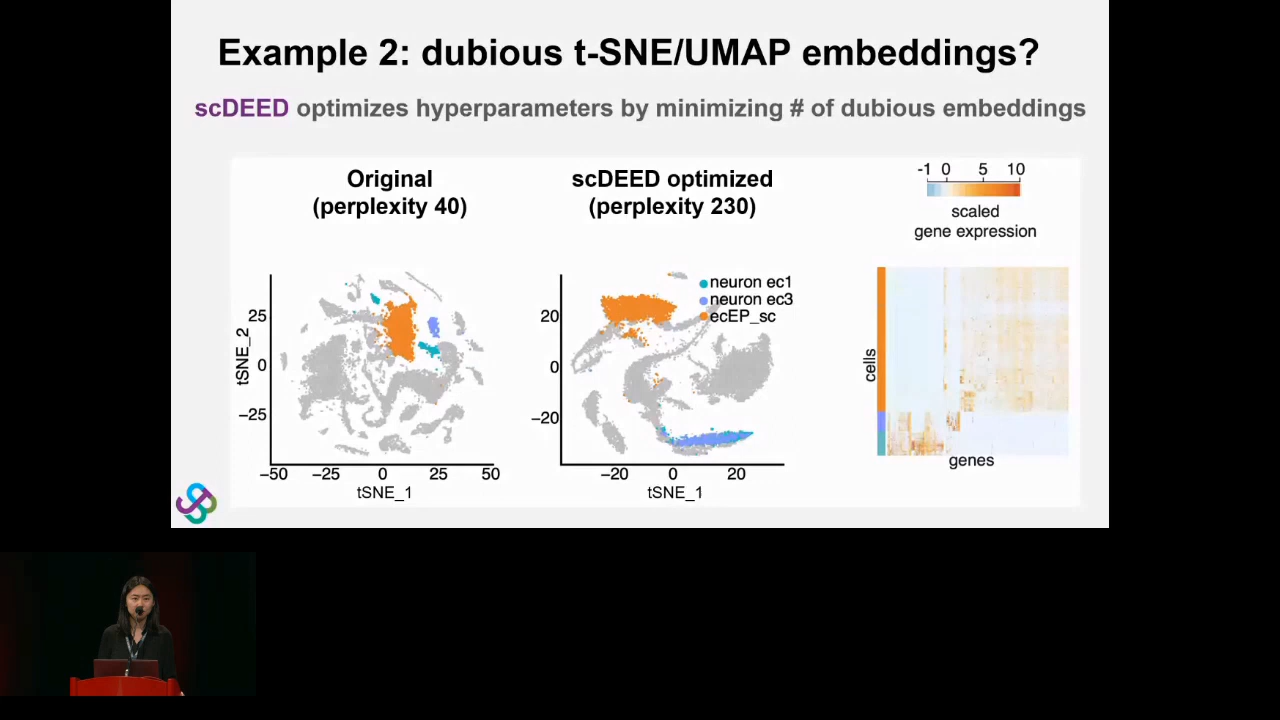 Example 2: dubious t-SNE/UMAP embeddings?
scDEED optimizes hyperparameters by minimizing # of dubious embeddings
Original
(perplexity 40)
tSNE_2
25
0
−25
−50
−25
0
25
50
tSNE_1
scDEED optimized
(perplexity 230)
neuron ec1
neuron ec3
ecEP_sc
20
0
−20
−20
0
20
tSNE_1
-1 0 5 10
scaled
gene expression
cells
genes